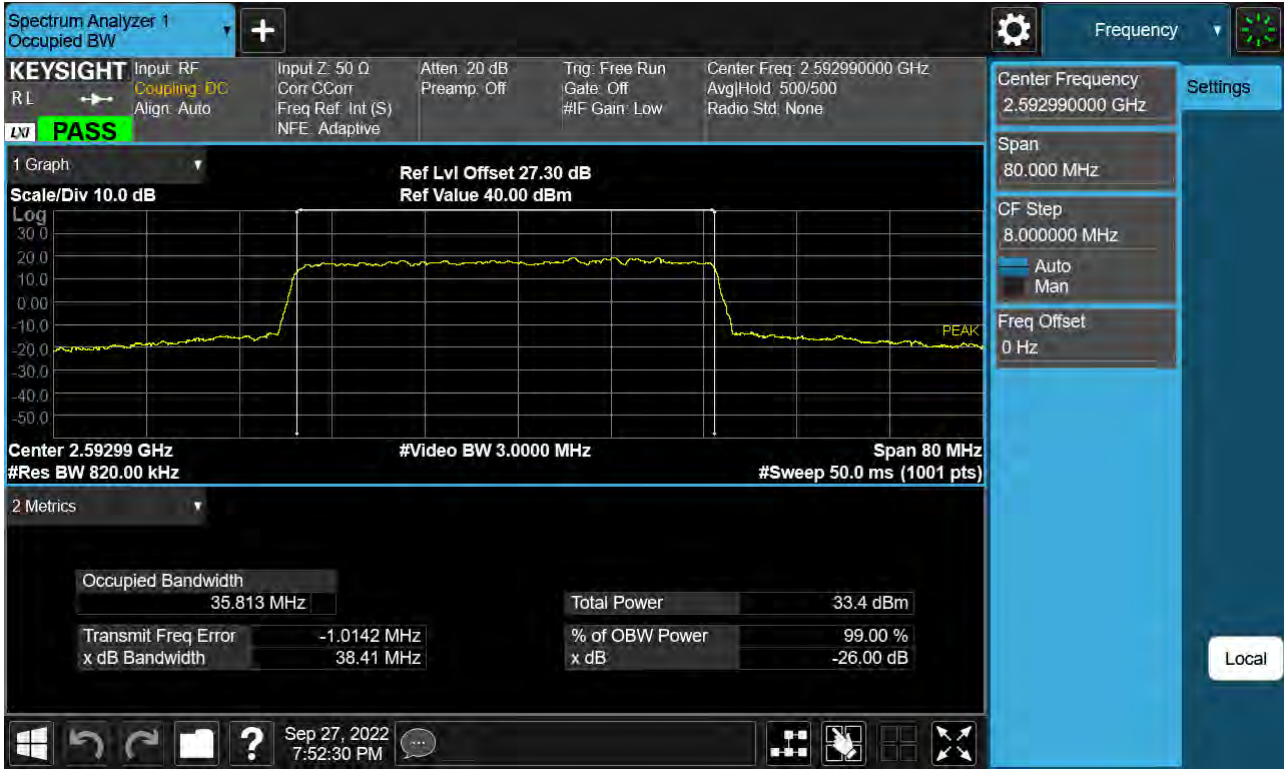 Spectrum Analyzer 1
Occupied BW
+
Frequency
KEYSIGHT
RL
LXI
PASS
Input: RF
Coupling: DC
Align: Auto
Input Z: 50 Ω
Corr CCorr
Freq Ref: Int (S)
NFE: Adaptive
Atten: 20 dB
Preamp: Off
Trig: Free Run
Gate: Off
#IF Gain: Low
Center Freq: 2.592990000 GHz
Avg|Hold: 500/500
Radio Std: None
1 Graph
Scale/Div 10.0 dB
Ref Lvl Offset 27.30 dB
Ref Value 40.00 dBm
Log
30.0
20.0
10.0
0.00
-10.0
-20.0
-30.0
-40.0
-50.0
PEAK
Center 2.59299 GHz
#Video BW 3.0000 MHz
Span 80 MHz
#Res BW 820.00 kHz
#Sweep 50.0 ms (1001 pts)
2 Metrics
Occupied Bandwidth
35.813 MHz
Total Power 33.4 dBm
Transmit Freq Error -1.0142 MHz
% of OBW Power 99.00 %
x dB Bandwidth 38.41 MHz
x dB -26.00 dB
Center Frequency
2.592990000 GHz
Settings
Span
80.000 MHz
CF Step
8.000000 MHz
Auto
Man
Freq Offset
0 Hz
Local
?
Sep 27, 2022
7:52:30 PM